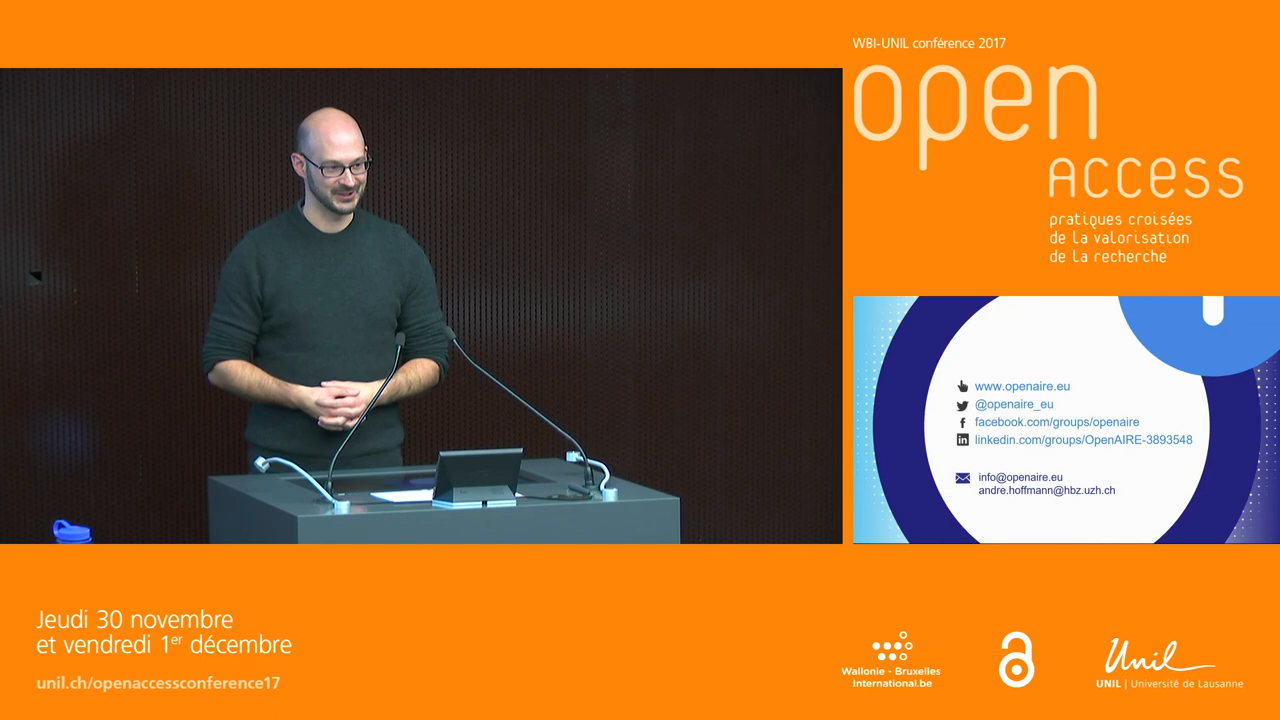 WBI-UNIL conférence 2017
open
access
pratiques croisées
de la valorisation
de la recherche
www.openaire.eu
@openaire_eu
facebook.com/groups/openaire
linkedin.com/groups/OpenAIRE-3893548
info@openaire.eu
andre.hoffmann@hbz.uzh.ch
Jeudi 30 novembre
et vendredi 1er décembre
unil.ch/openaccessconference17
Wallonie - Bruxelles
International.be
Unil
UNIL | Université de Lausanne